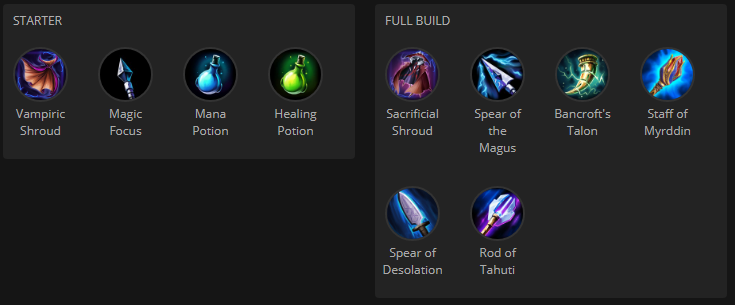 STARTER
Vampiric
Shroud
Magic
Focus
Mana
Potion
Healing
Potion
FULL BUILD
Sacrificial
Shroud
Spear of
the
Magus
Bancroft's
Talon
Staff of
Myrddin
Spear of
Desolation
Rod of
Tahuti